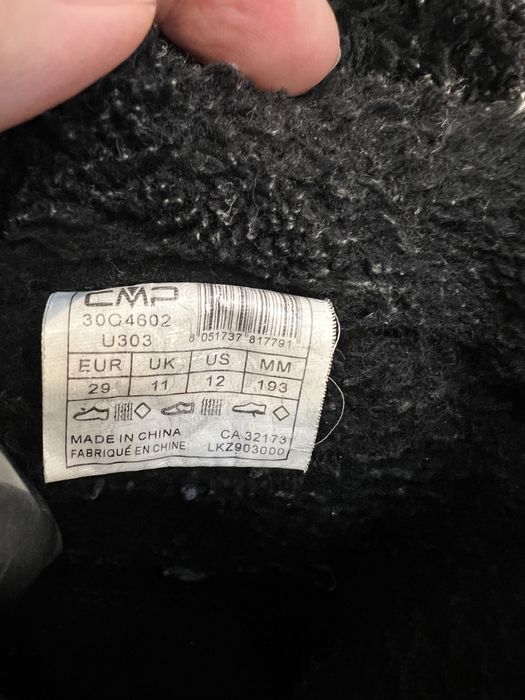 CMP
30Q4602
U303
8 051737 817791
EUR UK US MM
29 11 12 193
MADE IN CHINA CA 32173
FABRIQUÉ EN CHINE LKZ903000